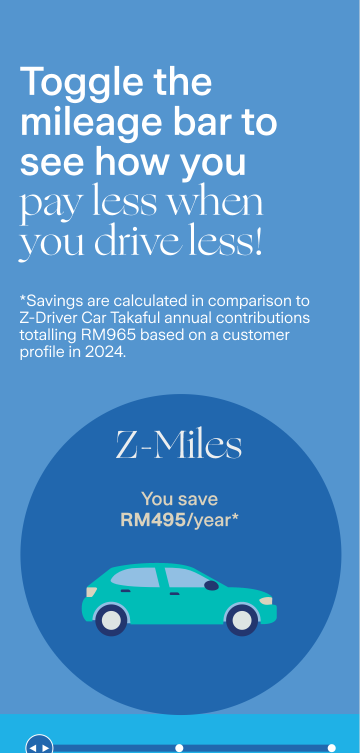 Toggle the
mileage bar to
see how you
pay less when
you drive less!
*Savings are calculated in comparison to
Z-Driver Car Takaful annual contributions
totalling RM965 based on a customer
profile in 2024.
Z-Miles
You save
RM495/year*